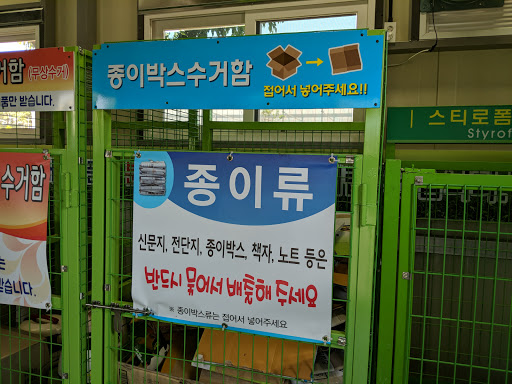 종이박스수거함
접어서 넣어주세요!!
종이류
신문지, 전단지, 종이박스, 책자, 노트 등은
반드시 묶어서 배출해 주세요
※ 종이박스류는 접어서 넣어주세요
거함 (무상수거)
품만 받습니다.
수거함
는
받습니다.
| 스티로폼
Styrof